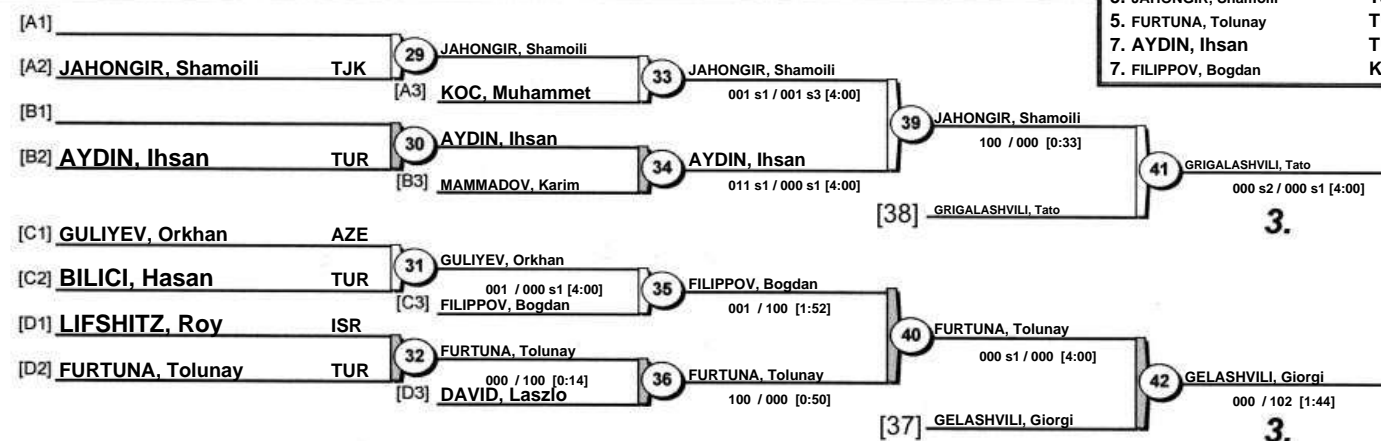 5. FURTUNA, Tolunay
7. AYDIN, Ihsan
7. FILIPPOV, Bogdan
[A1]
[A2] JAHONGIR, Shamoili TJK
29
JAHONGIR, Shamoili
[A3] KOC, Muhammet
33
JAHONGIR, Shamoili
001 s1 / 001 s3 [4:00]
[B1]
[B2] AYDIN, Ihsan TUR
30
AYDIN, Ihsan
[B3] MAMMADOV, Karim
34
AYDIN, Ihsan
011 s1 / 000 s1 [4:00]
39
JAHONGIR, Shamoili
100 / 000 [0:33]
[38] GRIGALASHVILI, Tato
41
GRIGALASHVILI, Tato
000 s2 / 000 s1 [4:00]
3.
[C1] GULIYEV, Orkhan AZE
[C2] BILICI, Hasan TUR
31
GULIYEV, Orkhan
001 / 000 s1 [4:00]
[C3] FILIPPOV, Bogdan
35
FILIPPOV, Bogdan
001 / 100 [1:52]
[D1] LIFSHITZ, Roy ISR
[D2] FURTUNA, Tolunay TUR
32
FURTUNA, Tolunay
000 / 100 [0:14]
[D3] DAVID, Laszlo
36
FURTUNA, Tolunay
100 / 000 [0:50]
40
FURTUNA, Tolunay
000 s1 / 000 [4:00]
[37] GELASHVILI, Giorgi
42
GELASHVILI, Giorgi
000 / 102 [1:44]
3.